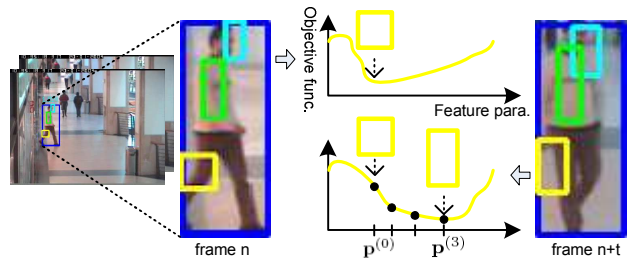 Objective func.
Feature para.
p^(0)
p^(3)
frame n
frame n+t